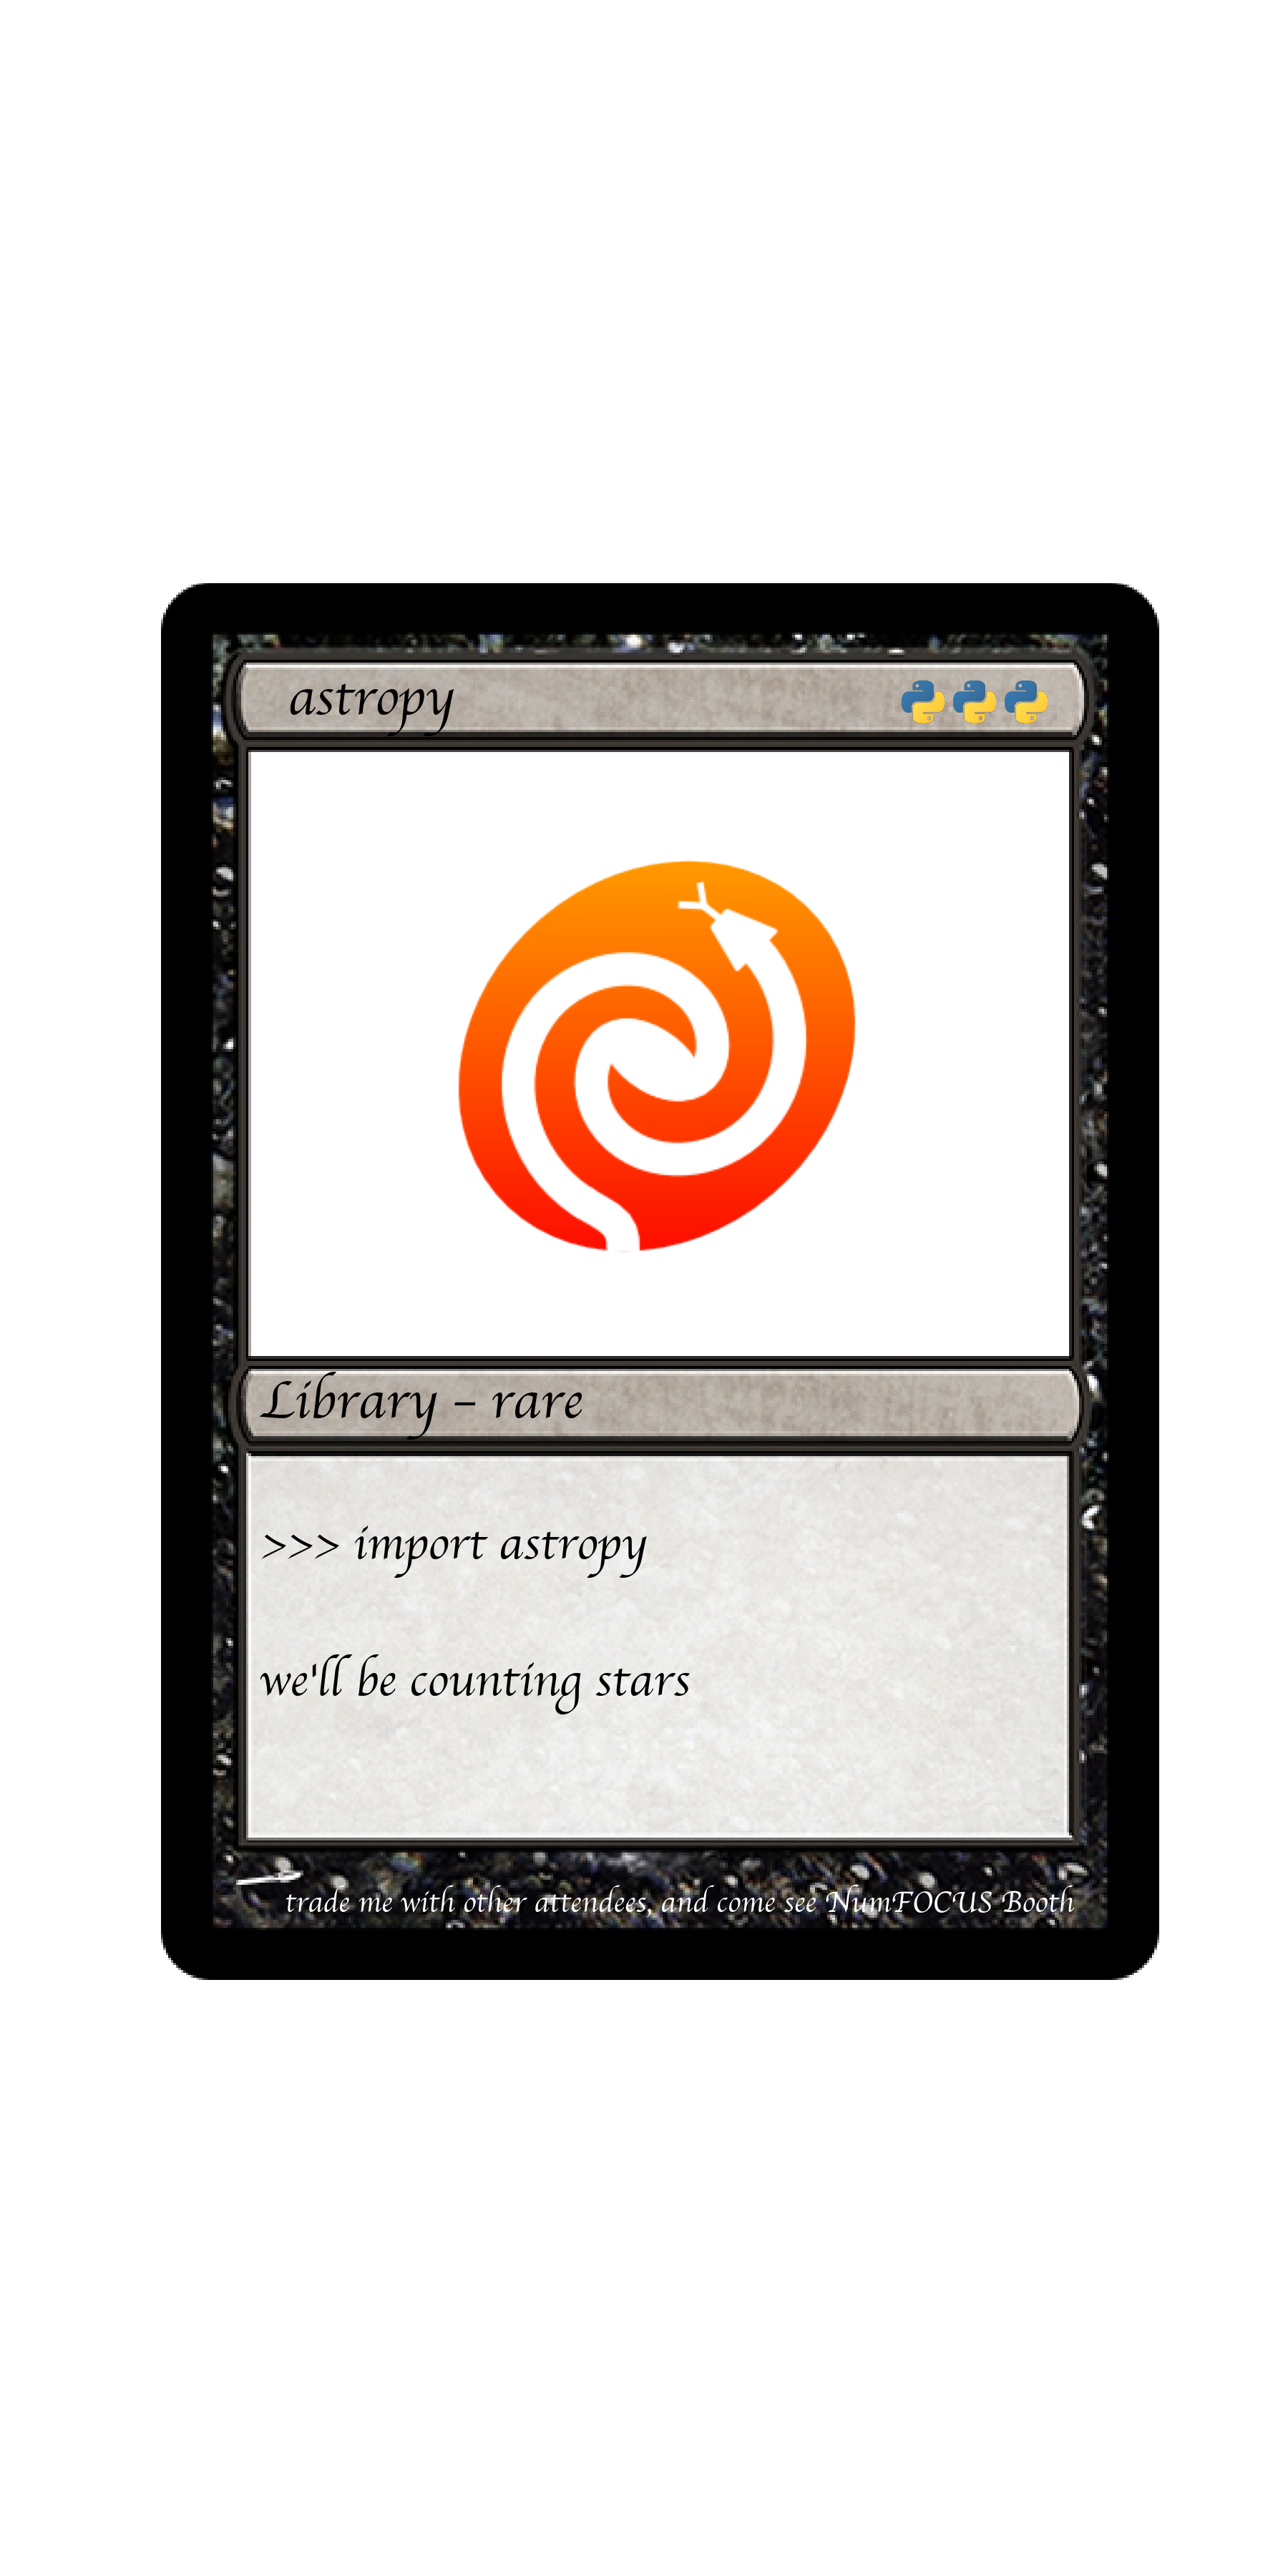 astropy
Library – rare
>>> import astropy
we'll be counting stars
trade me with other attendees, and come see NumFOCUS Booth